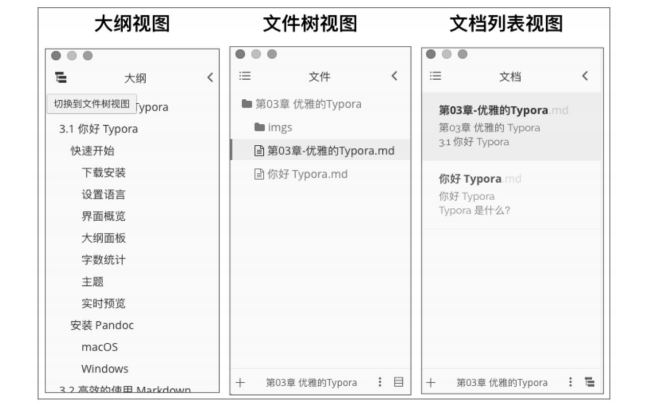 大纲视图
文件树视图
文档列表视图
大纲
切换到文件树视图
Typora
3.1 你好 Typora
快速开始
下载安装
设置语言
界面概览
大纲面板
字数统计
主题
实时预览
安装 Pandoc
macOS
Windows
3.2 高效的使用 Markdown
文件
第03章 优雅的Typora
imgs
第03章-优雅的Typora.md
你好 Typora.md
第03章 优雅的Typora
文档
第03章-优雅的Typora.md
第03章 优雅的 Typora
3.1 你好 Typora
你好 Typora.md
你好 Typora
Typora 是什么?
第03章 优雅的Typora